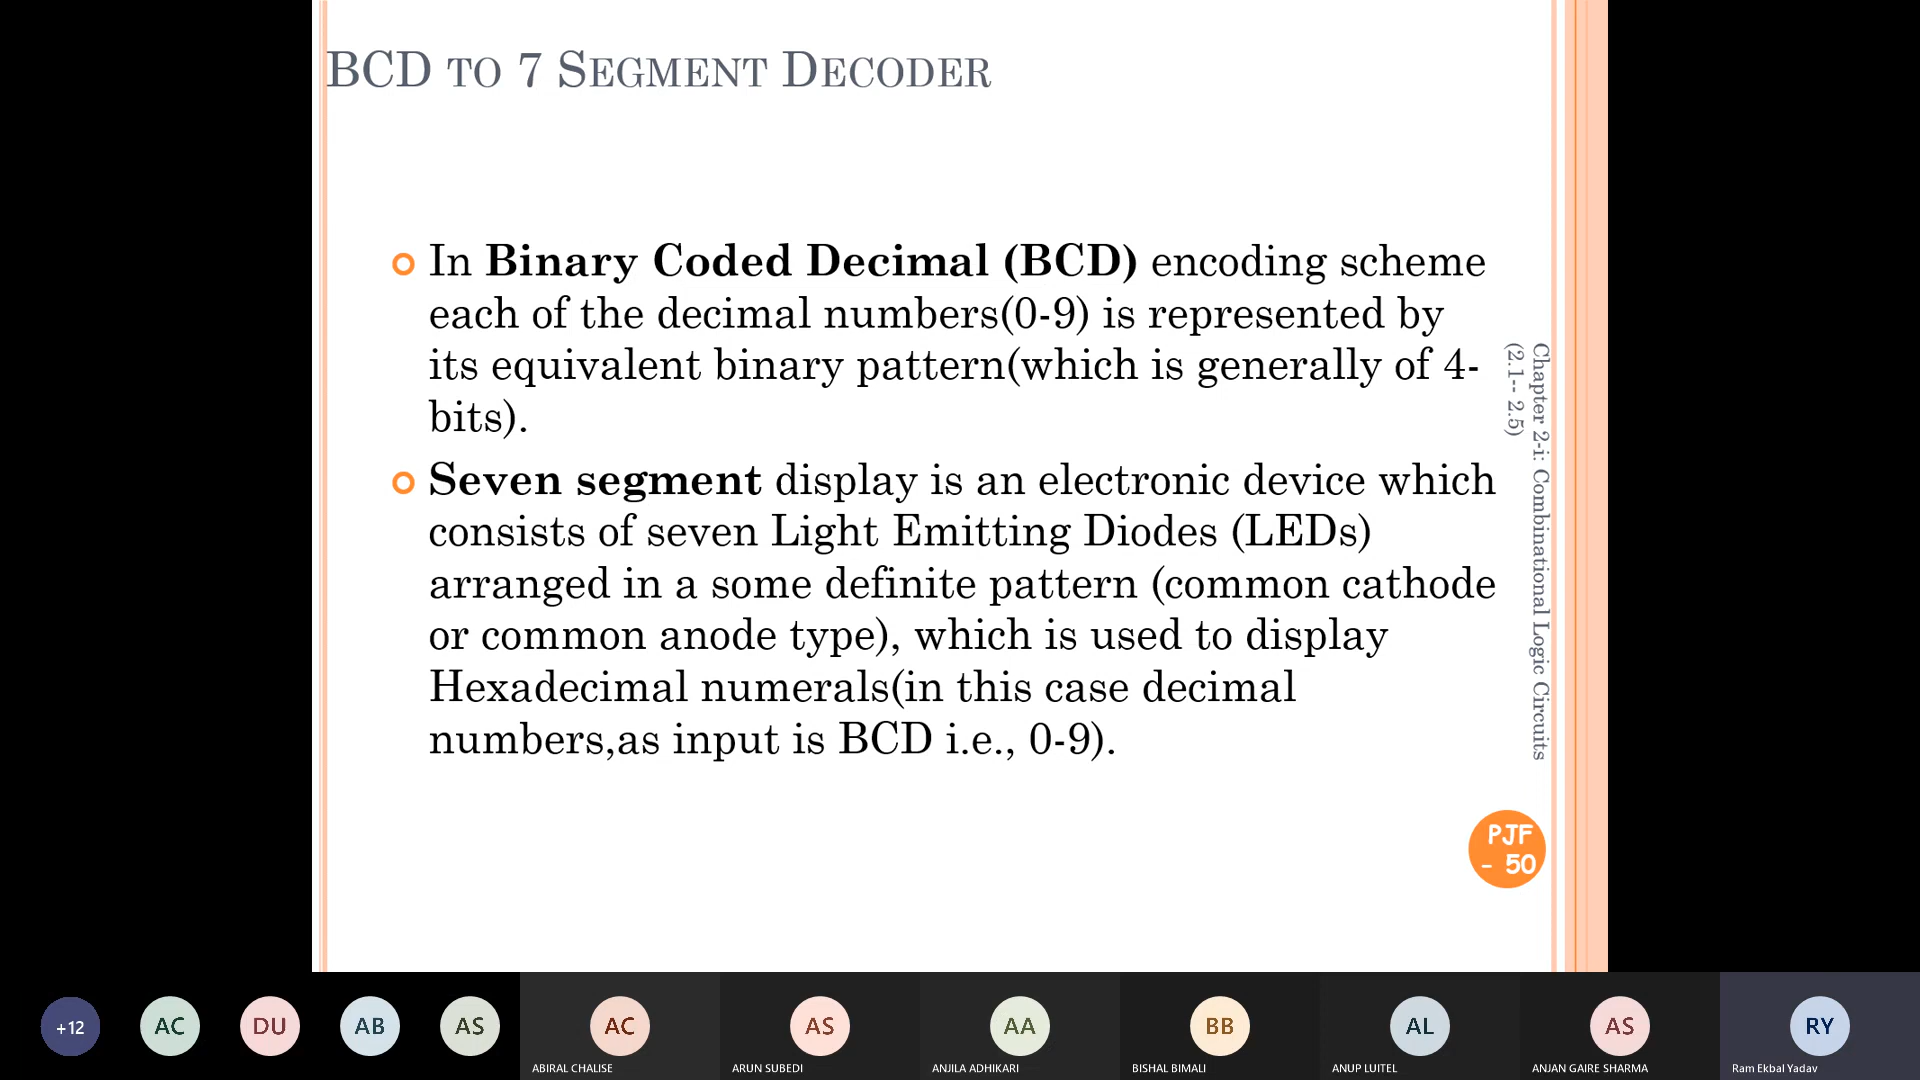 BCD TO 7 SEGMENT DECODER
In Binary Coded Decimal (BCD) encoding scheme
each of the decimal numbers(0-9) is represented by
its equivalent binary pattern(which is generally of 4-
bits).
Seven segment display is an electronic device which
consists of seven Light Emitting Diodes (LEDs)
arranged in a some definite pattern (common cathode
or common anode type), which is used to display
Hexadecimal numerals(in this case decimal
numbers,as input is BCD i.e., 0-9).
Chapter 2-i: Combinational Logic Circuits
(2.1-- 2.5)
PJF
- 50
+12
AC
DU
AB
AS
AC
AS
AA
BB
AL
AS
RY
ABIRAL CHALISE
ARUN SUBEDI
ANJILA ADHIKARI
BISHAL BIMALI
ANUP LUITEL
ANJAN GAIRE SHARMA
Ram Ekbal Yadav